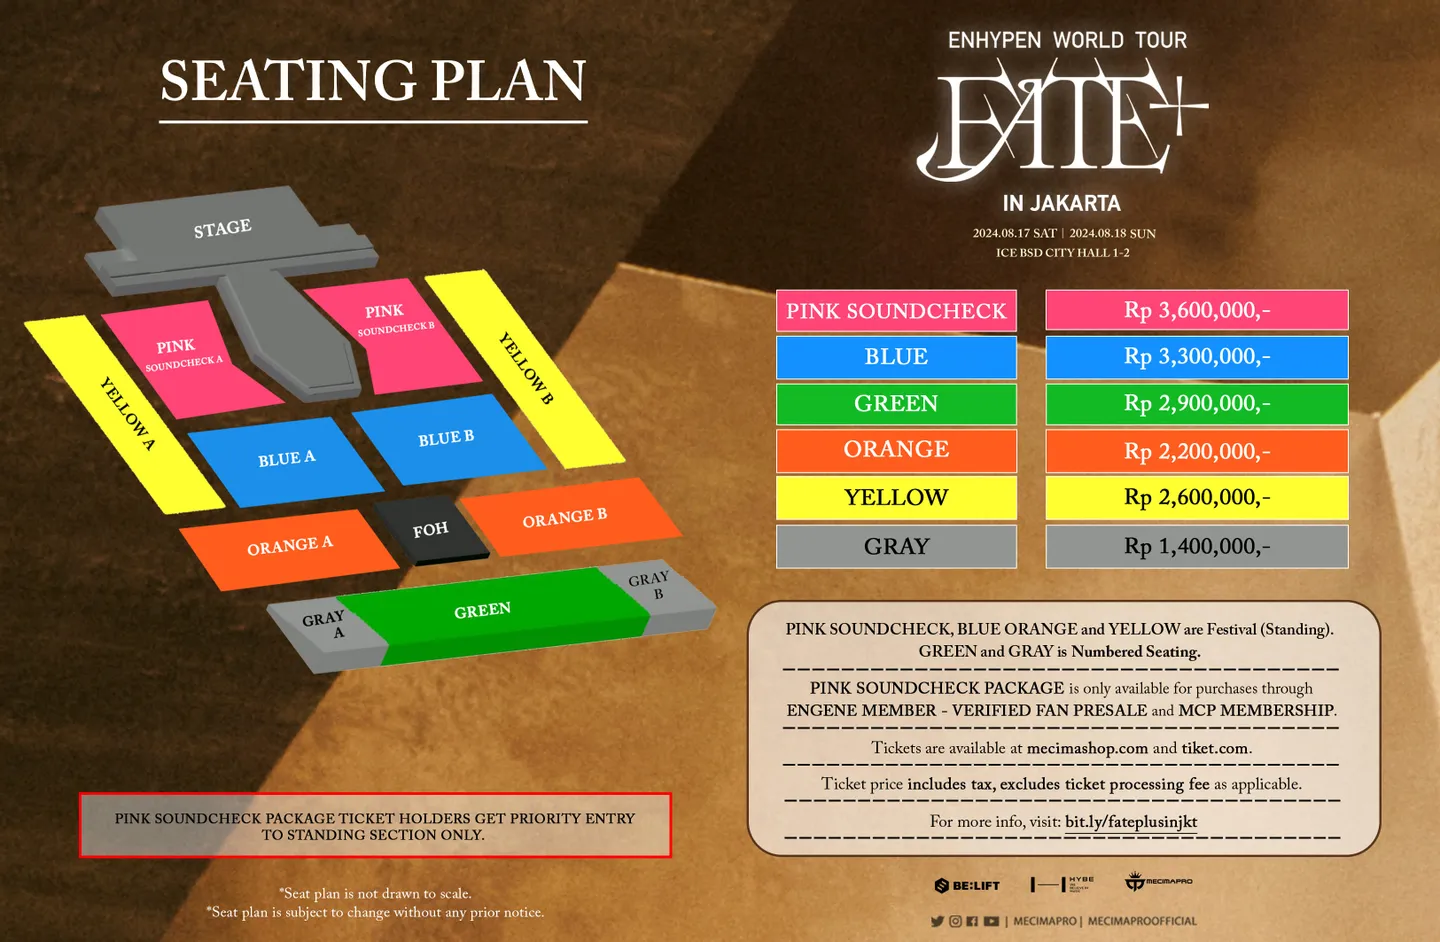 SEATING PLAN
STAGE
PINK
SOUNDCHECK A
PINK
SOUNDCHECK B
YELLOW A
YELLOW B
BLUE A
BLUE B
ORANGE A
FOH
ORANGE B
GRAY
A
GREEN
GRAY
B
PINK SOUNDCHECK PACKAGE TICKET HOLDERS GET PRIORITY ENTRY
TO STANDING SECTION ONLY.
*Seat plan is not drawn to scale.
*Seat plan is subject to change without any prior notice.
ENHYPEN WORLD TOUR
FATE+
IN JAKARTA
2024.08.17 SAT | 2024.08.18 SUN
ICE BSD CITY HALL 1-2
PINK SOUNDCHECK Rp 3,600,000,-
BLUE Rp 3,300,000,-
GREEN Rp 2,900,000,-
ORANGE Rp 2,200,000,-
YELLOW Rp 2,600,000,-
GRAY Rp 1,400,000,-
PINK SOUNDCHECK, BLUE ORANGE and YELLOW are Festival (Standing).
GREEN and GRAY is Numbered Seating.
PINK SOUNDCHECK PACKAGE is only available for purchases through
ENGENE MEMBER - VERIFIED FAN PRESALE and MCP MEMBERSHIP.
Tickets are available at mecimashop.com and tiket.com.
Ticket price includes tax, excludes ticket processing fee as applicable.
For more info, visit: bit.ly/fateplusinjkt
BE:LIFT HYBE MECIMAPRO
| MECIMAPRO | MECIMAPROOFFICIAL